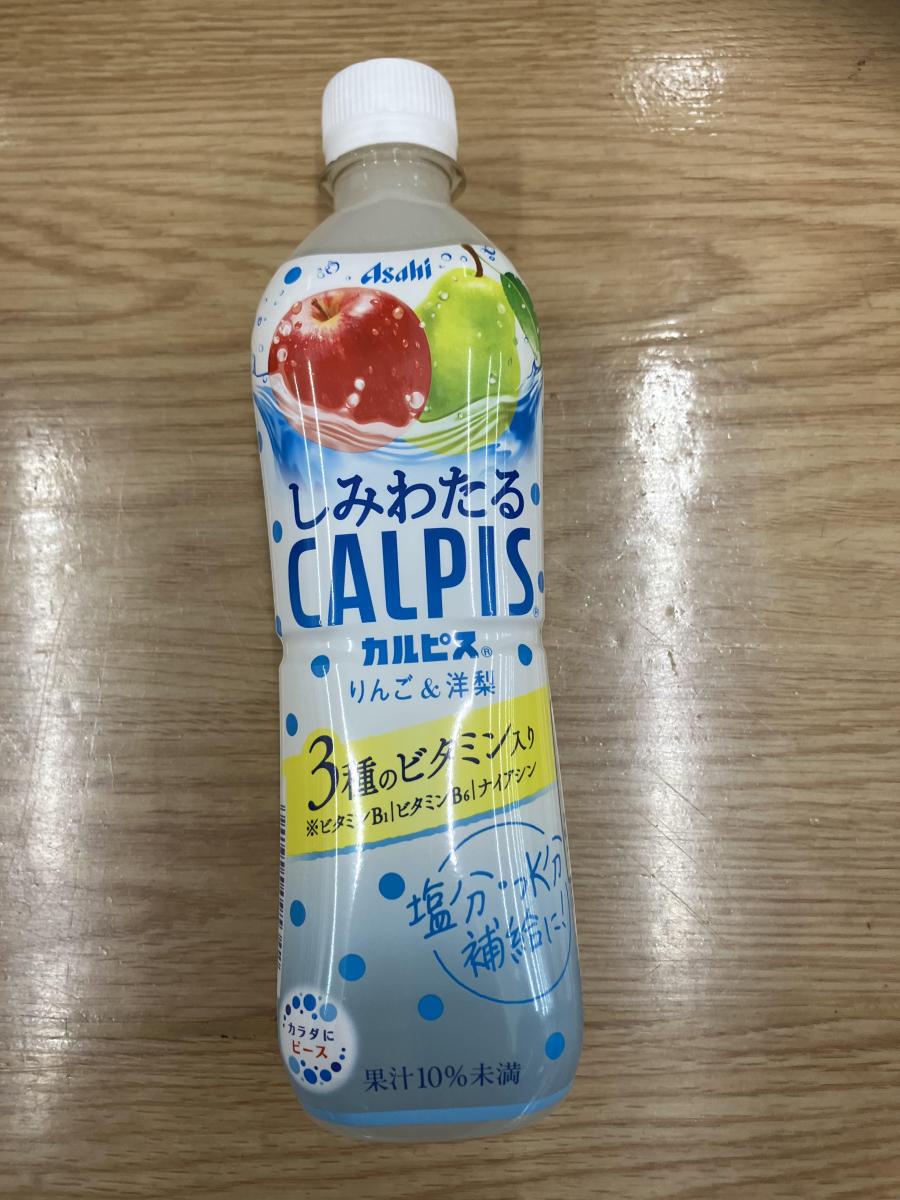 Asahi
しみわたる
CALPIS®
カルピス®
りんご&洋梨
3種のビタミン入り
※ビタミンB₁|ビタミンB₆|ナイアシン
塩分・水分
補給に!
カラダに
ピース
果汁10%未満